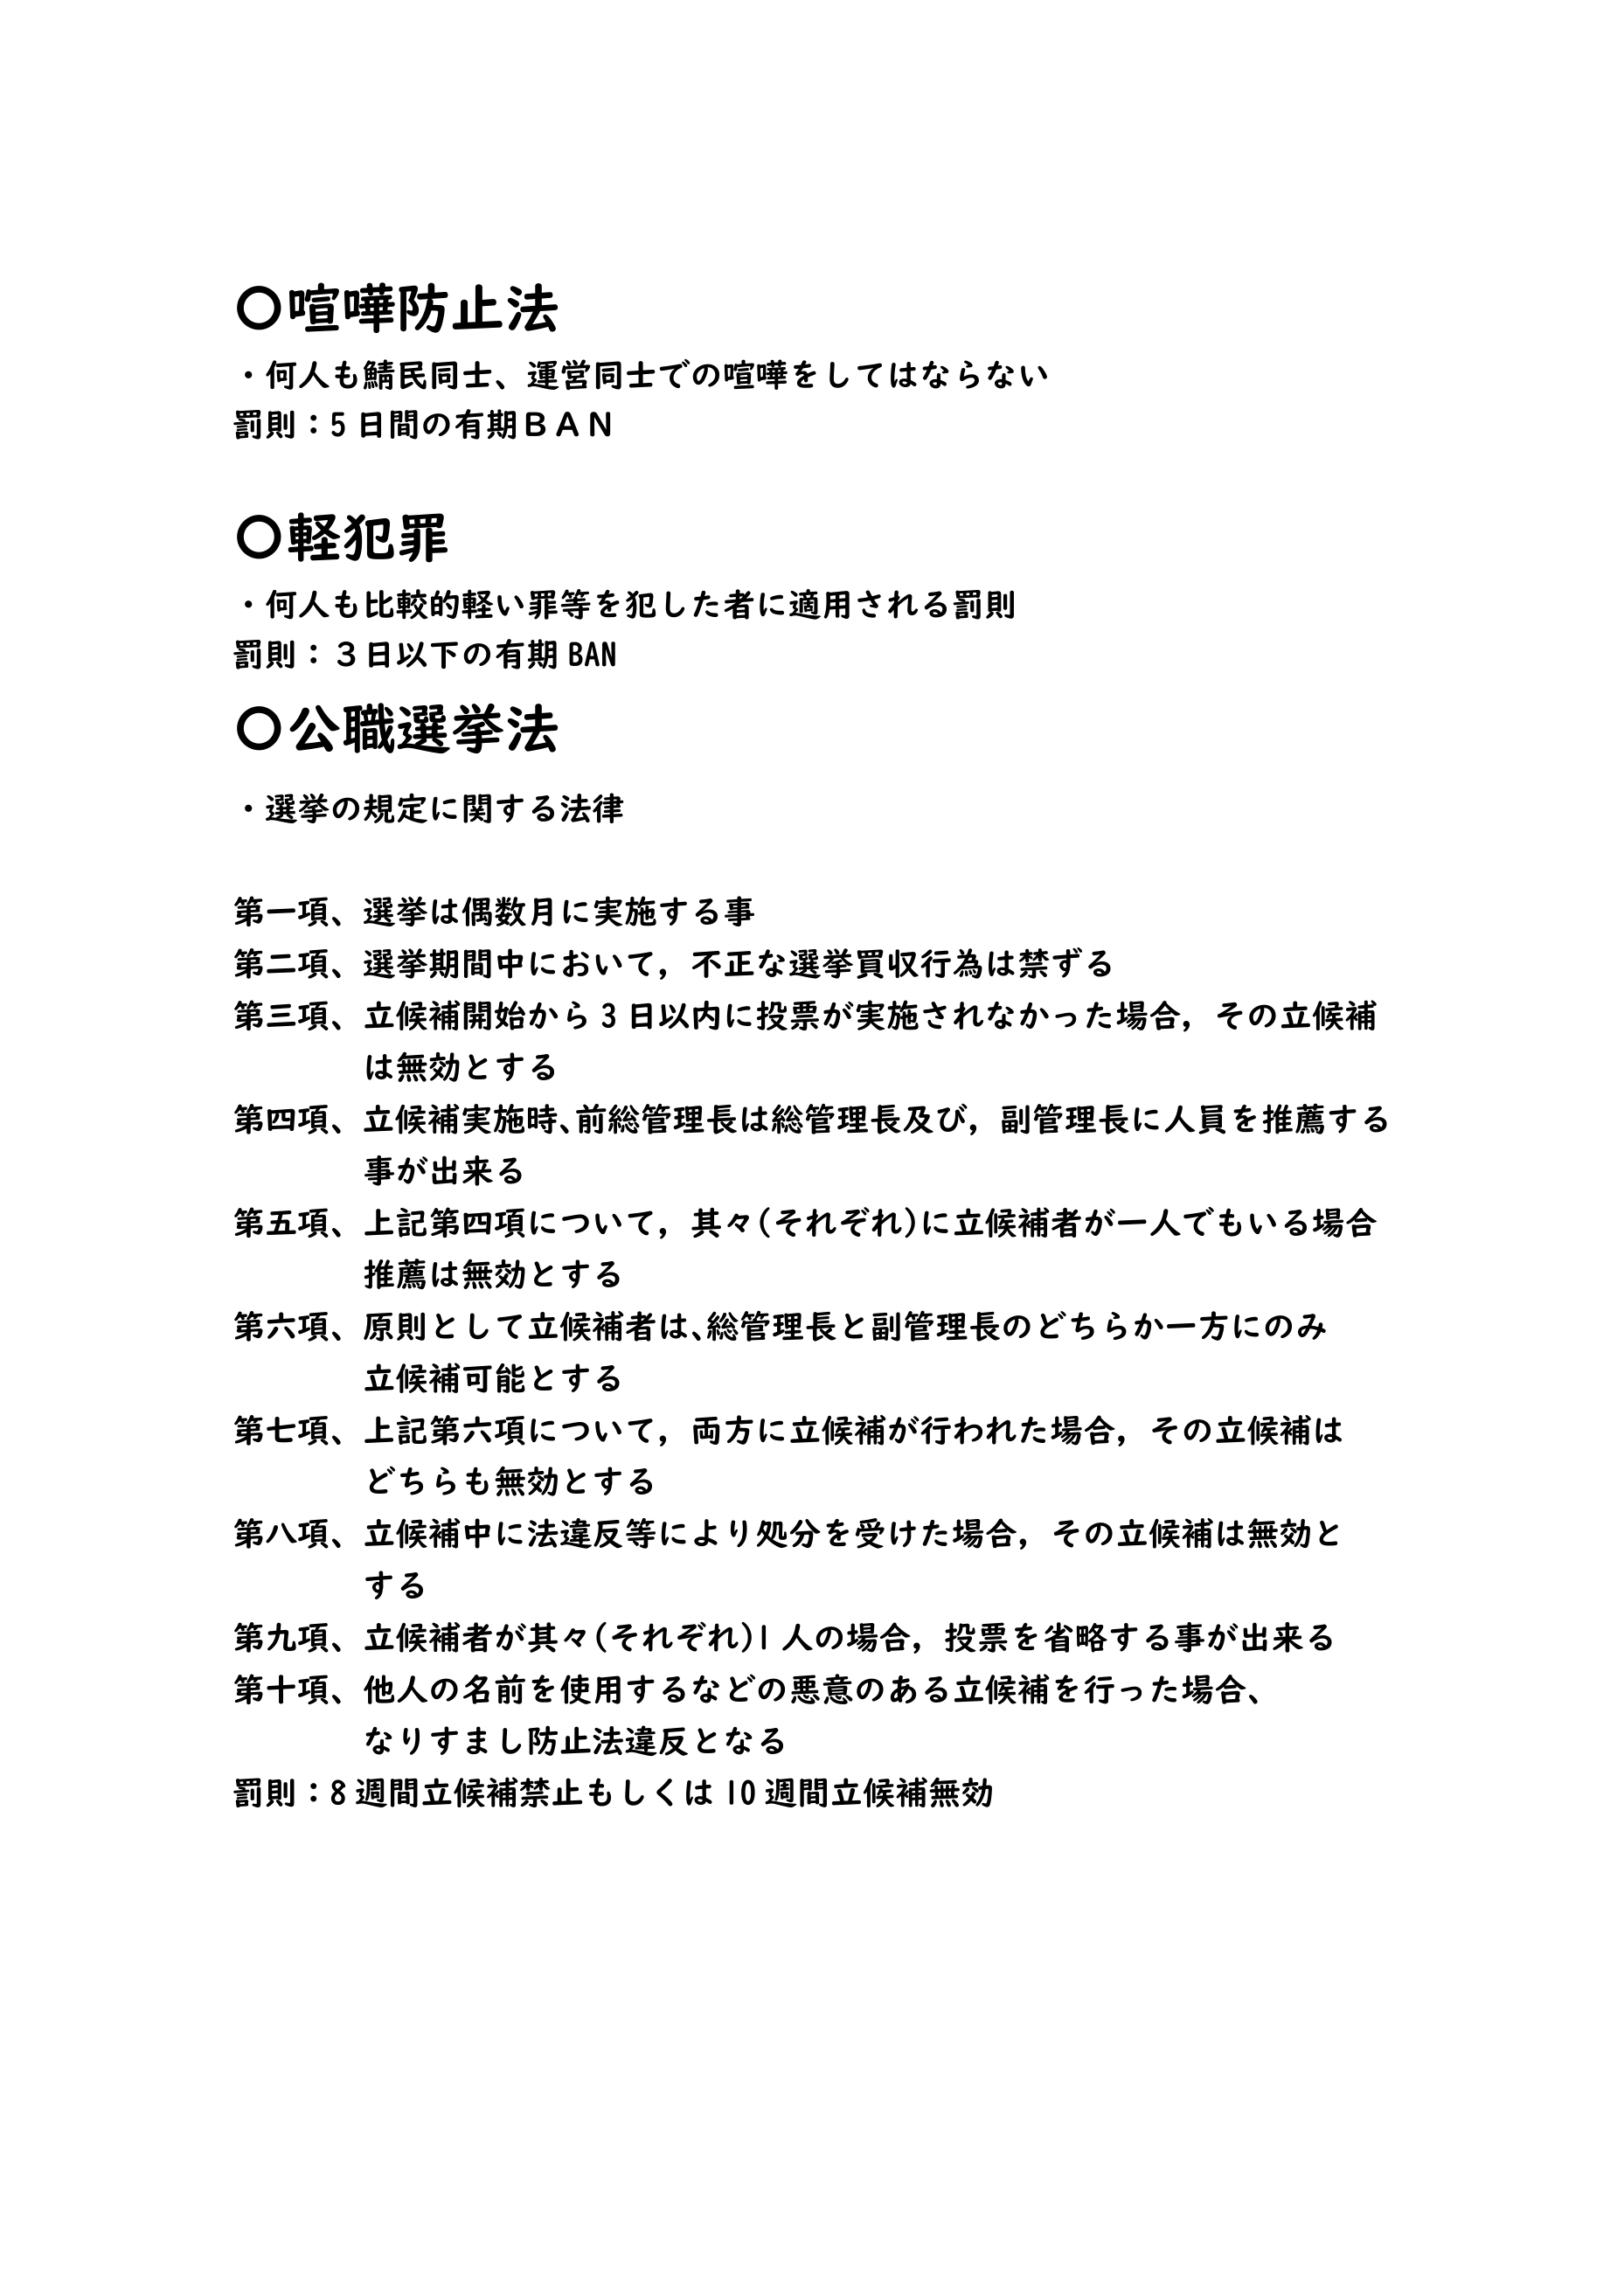 〇喧嘩防止法
・何人も鯖民同士、運営同士での喧嘩をしてはならない
罰則：5 日間の有期ＢＡＮ
〇軽犯罪
・何人も比較的軽い罪等を犯した者に適用される罰則
罰則：３日以下の有期 BAN
〇公職選挙法
・選挙の規定に関する法律
第一項、選挙は偶数月に実施する事
第二項、選挙期間中において，不正な選挙買収行為は禁ずる
第三項、立候補開始から 3 日以内に投票が実施されなかった場合，その立候補
は無効とする
第四項、立候補実施時、前総管理長は総管理長及び，副管理長に人員を推薦する
事が出来る
第五項、上記第四項について，其々(それぞれ)に立候補者が一人でもいる場合
推薦は無効とする
第六項、原則として立候補者は、総管理長と副管理長のどちらか一方にのみ
立候補可能とする
第七項、上記第六項について，両方に立候補が行われた場合，その立候補は
どちらも無効とする
第八項、立候補中に法違反等により処分を受けた場合，その立候補は無効と
する
第九項、立候補者が其々(それぞれ)1 人の場合，投票を省略する事が出来る
第十項、他人の名前を使用するなどの悪意のある立候補を行った場合、
なりすまし防止法違反となる
罰則：8 週間立候補禁止もしくは 10 週間立候補無効